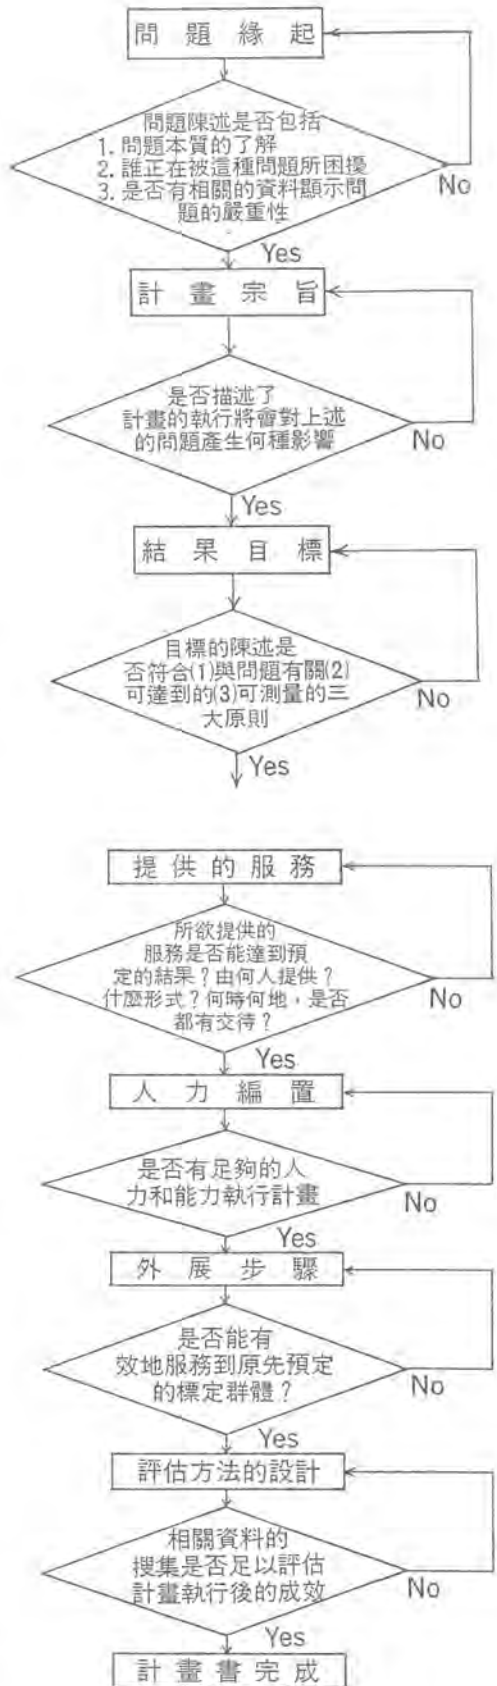 問題緣起
問題陳述是否包括
1. 問題本質的了解
2. 誰正在被這種問題所困擾
3. 是否有相關的資料顯示問
題的嚴重性
No
Yes
計畫宗旨
是否描述了
計畫的執行將會對上述
的問題產生何種影響
No
Yes
結果目標
目標的陳述是
否符合(1)與問題有關(2)
可達到的(3)可測量的三
大原則
No
Yes
提供的服務
所欲提供的
服務是否能達到預
定的結果？由何人提供？
什麼形式？何時何地，是否
都有交待？
No
Yes
人力編置
是否有足夠的人
力和能力執行計畫
No
Yes
外展步驟
是否能有
效地服務到原先預定
的標定群體？
No
Yes
評估方法的設計
相關資料的
搜集是否足以評估
計畫執行後的成效
No
Yes
計畫書完成